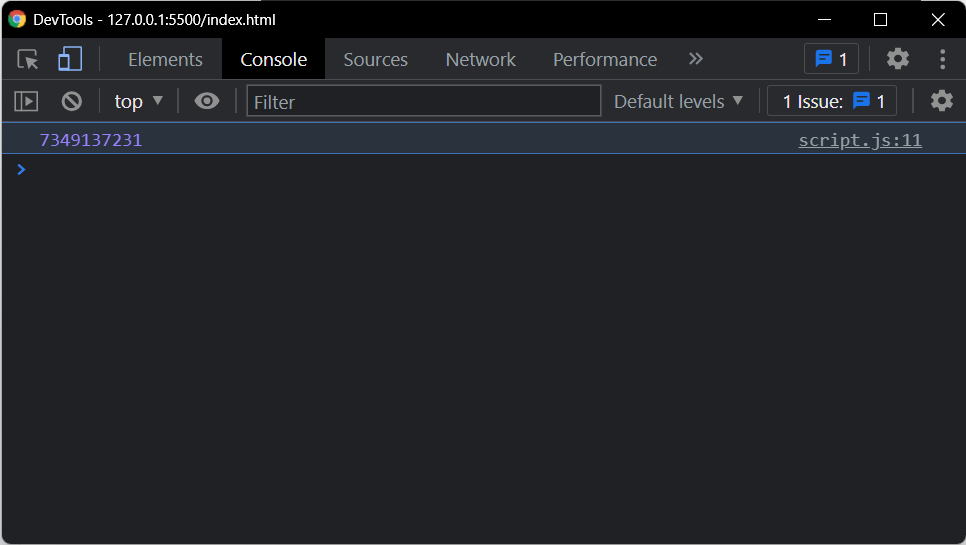 DevTools - 127.0.0.1:5500/index.html
Elements Console Sources Network Performance » 1
top ▼ Filter Default levels ▼ 1 Issue: 1
7349137231 script.js:11
>